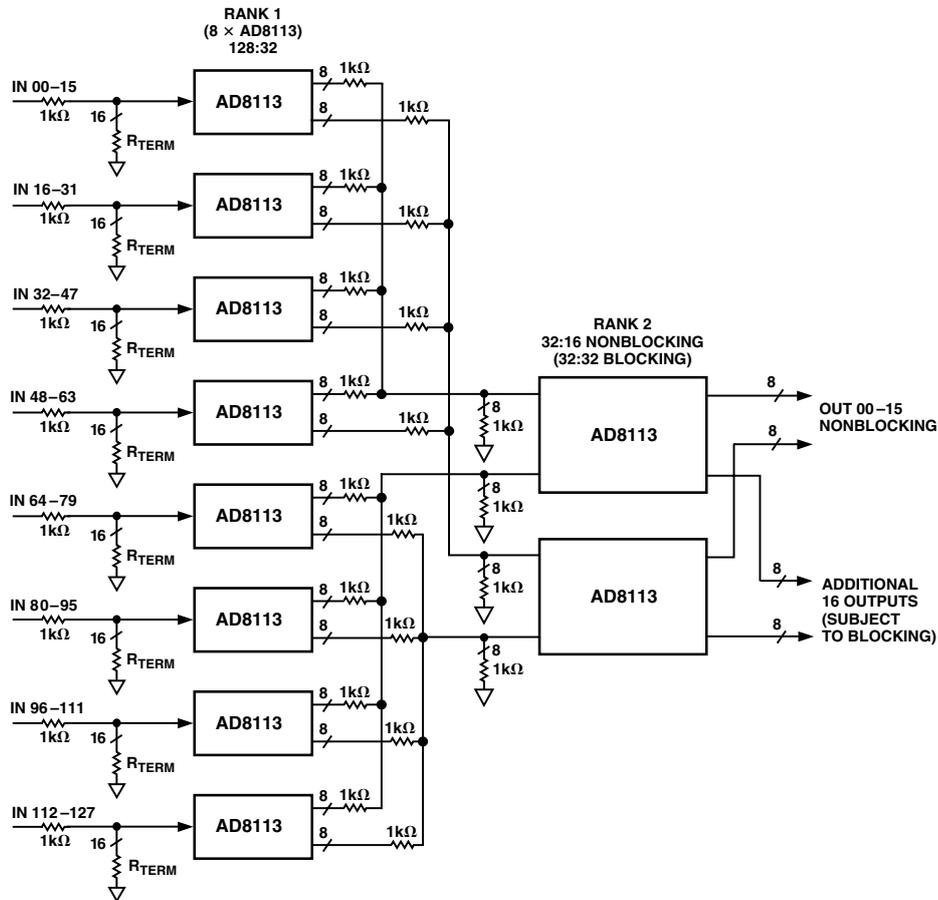 RANK 1
(8 × AD8113)
128:32
IN 00–15
1kΩ
16
RTERM
AD8113
8
1kΩ
8
1kΩ
IN 16–31
1kΩ
16
RTERM
AD8113
8
1kΩ
8
1kΩ
IN 32–47
1kΩ
16
RTERM
AD8113
8
1kΩ
8
1kΩ
IN 48–63
1kΩ
16
RTERM
AD8113
8
1kΩ
8
1kΩ
IN 64–79
1kΩ
16
RTERM
AD8113
8
1kΩ
8
1kΩ
IN 80–95
1kΩ
16
RTERM
AD8113
8
1kΩ
8
1kΩ
IN 96–111
1kΩ
16
RTERM
AD8113
8
1kΩ
8
1kΩ
IN 112–127
1kΩ
16
RTERM
AD8113
8
1kΩ
8
1kΩ
RANK 2
32:16 NONBLOCKING
(32:32 BLOCKING)
8
1kΩ
8
1kΩ
AD8113
8
1kΩ
8
1kΩ
AD8113
8
8
OUT 00–15
NONBLOCKING
8
8
ADDITIONAL
16 OUTPUTS
(SUBJECT
TO BLOCKING)